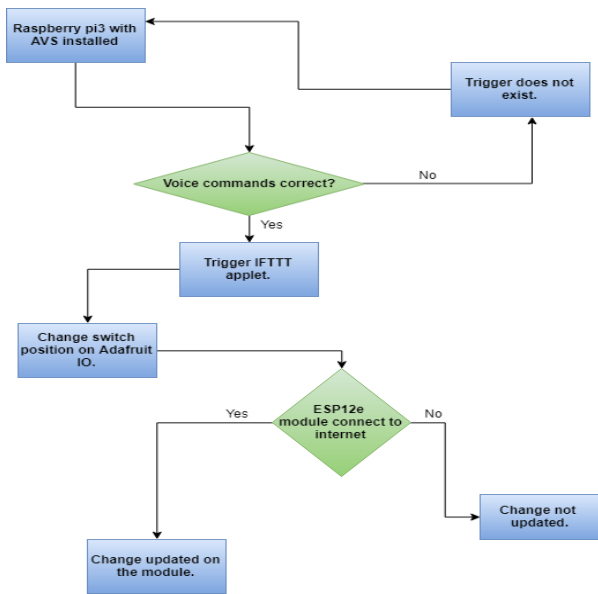 Raspberry pi3 with
AVS installed
Trigger does not
exist.
Voice commands correct?
No
Yes
Trigger IFTTT
applet.
Change switch
position on Adafruit
IO.
ESP12e
module connect to
internet
Yes
No
Change not
updated.
Change updated on
the module.